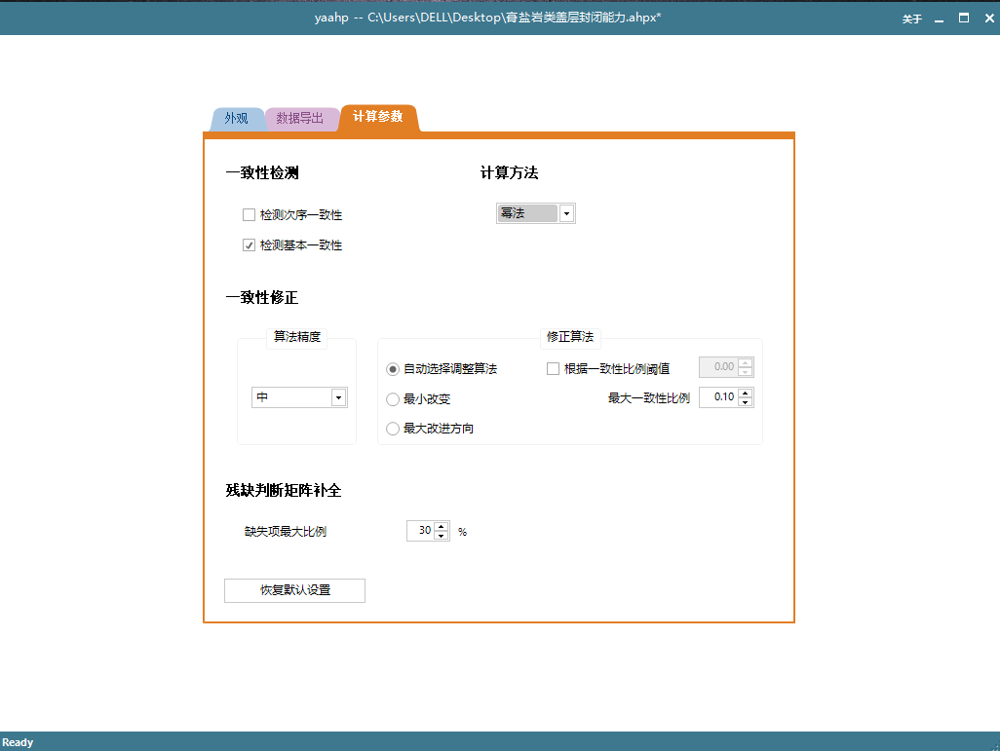 yaahp -- C:\Users\DELL\Desktop\膏盐岩类盖层封闭能力.ahpx*
关于
外观
数据导出
计算参数
一致性检测
计算方法
检测次序一致性
幂法
检测基本一致性
一致性修正
算法精度
修正算法
自动选择调整算法
根据一致性比例阈值
0.00
中
最小改变
最大一致性比例
0.10
最大改进方向
残缺判断矩阵补全
缺失项最大比例
30
%
恢复默认设置
Ready